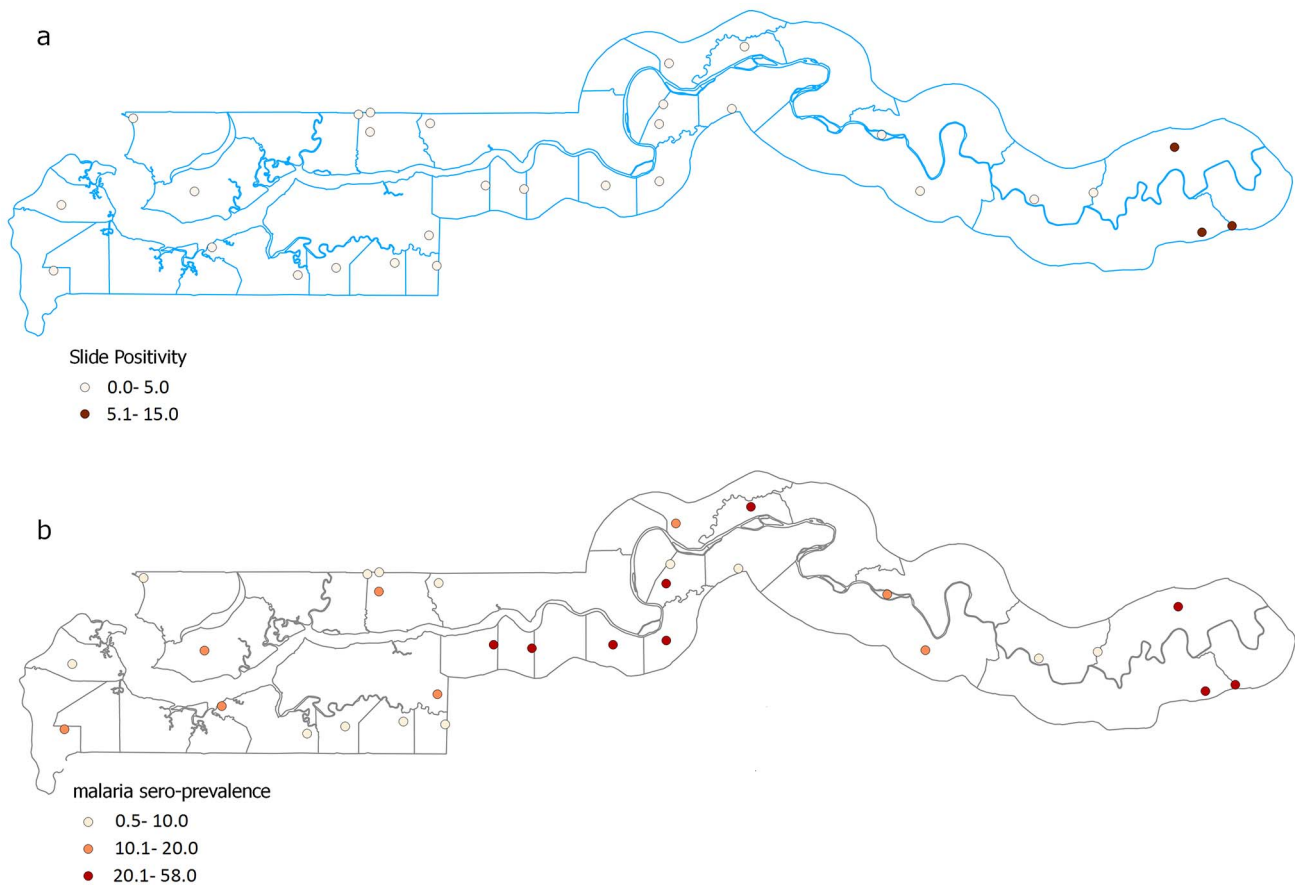 a
Slide Positivity
0.0- 5.0
5.1- 15.0
b
malaria sero-prevalence
0.5- 10.0
10.1- 20.0
20.1- 58.0